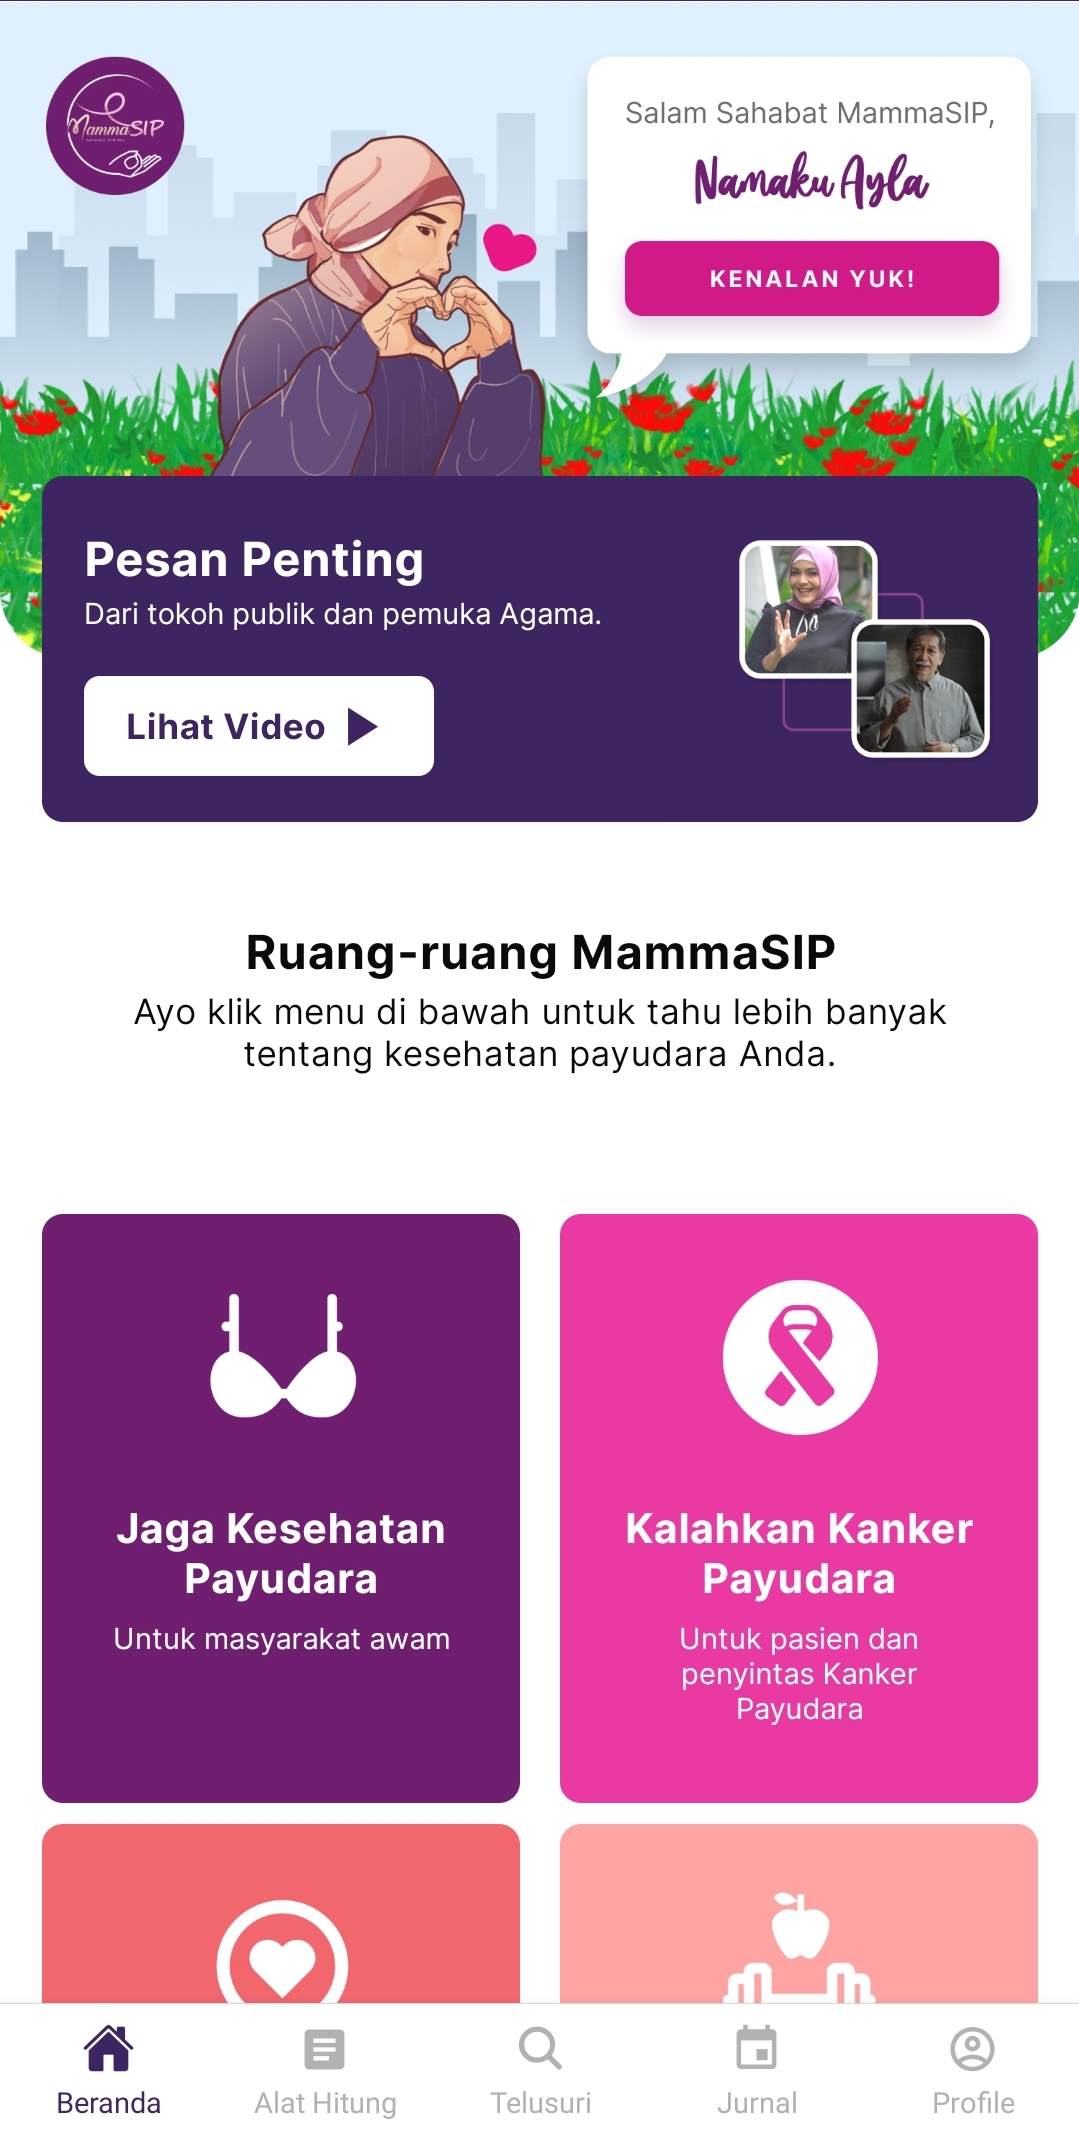 MammaSIP
Salam Sahabat MammaSIP,
Namaku Ayla
KENALAN YUK!
Pesan Penting
Dari tokoh publik dan pemuka Agama.
Lihat Video
Ruang-ruang MammaSIP
Ayo klik menu di bawah untuk tahu lebih banyak
tentang kesehatan payudara Anda.
Jaga Kesehatan
Payudara
Untuk masyarakat awam
Kalahkan Kanker
Payudara
Untuk pasien dan
penyintas Kanker
Payudara
Beranda
Alat Hitung
Telusuri
Jurnal
Profile